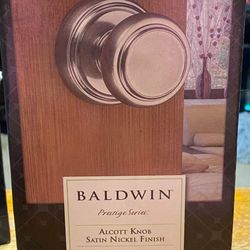 BALDWIN
Prestige Series
ALCOTT KNOB
SATIN NICKEL FINISH